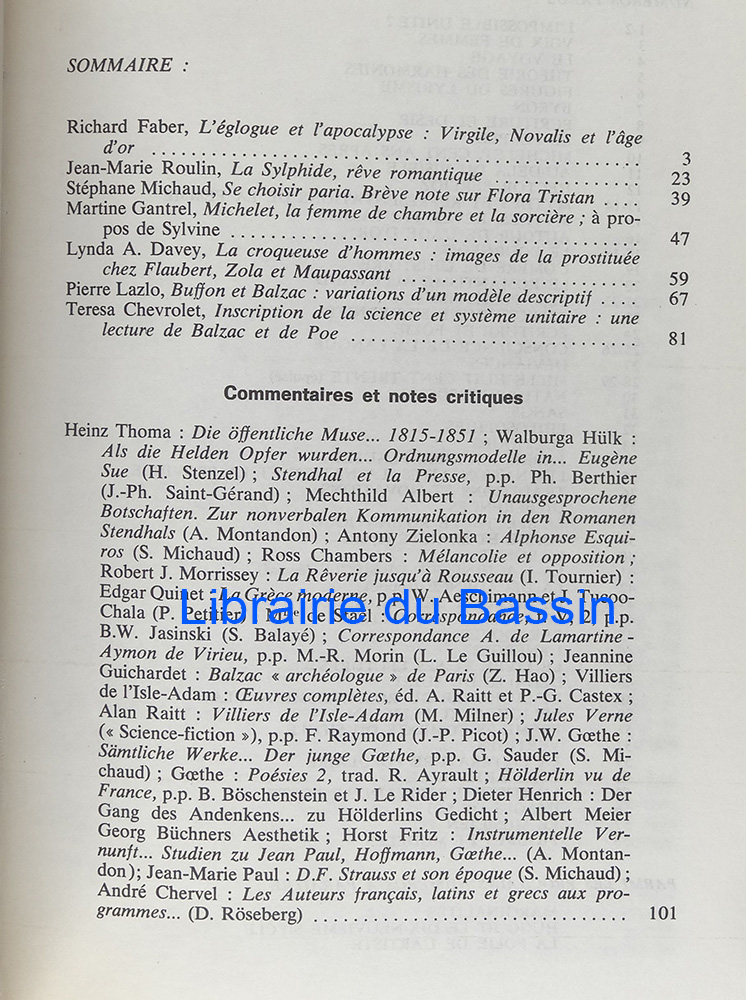 SOMMAIRE :
Richard Faber, L'églogue et l'apocalypse : Virgile, Novalis et l'âge
d'or ........................................ 3
Jean-Marie Roulin, La Sylphide, rêve romantique ............... 23
Stéphane Michaud, Se choisir paria. Brève note sur Flora Tristan .... 39
Martine Gantrel, Michelet, la femme de chambre et la sorcière ; à pro-
pos de Sylvine ................................. 47
Lynda A. Davey, La croqueuse d'hommes : images de la prostituée
chez Flaubert, Zola et Maupassant ........................ 59
Pierre Lazlo, Buffon et Balzac : variations d'un modèle descriptif .... 67
Teresa Chevrolet, Inscription de la science et système unitaire : une
lecture de Balzac et de Poe ............................. 81
Commentaires et notes critiques
Heinz Thoma : Die öffentliche Muse... 1815-1851 ; Walburga Hülk :
Als die Helden Opfer wurden... Ordnungsmodelle in... Eugène
Sue (H. Stenzel) ; Stendhal et la Presse, p.p. Ph. Berthier
(J.-Ph. Saint-Gérand) ; Mechthild Albert : Unausgesprochene
Botschaften. Zur nonverbalen Kommunikation in den Romanen
Stendhals (A. Montandon) ; Antony Zielonka : Alphonse Esqui-
ros (S. Michaud) ; Ross Chambers : Mélancolie et opposition ;
Robert J. Morrissey : La Rêverie jusqu'à Rousseau (I. Tournier) :
Edgar Quinet : La Grèce moderne, p.p. W. Aeschimann et J. Tucoo-
Chala (P. Petitier) ; Mme de Staël : Correspondance, t. V, 2, p.p.
B.W. Jasinski (S. Balayé) ; Correspondance A. de Lamartine -
Aymon de Virieu, p.p. M.-R. Morin (L. Le Guillou) ; Jeannine
Guichardet : Balzac « archéologue » de Paris (Z. Hao) ; Villiers
de l'Isle-Adam : Œuvres complètes, éd. A. Raitt et P.-G. Castex ;
Alan Raitt : Villiers de l'Isle-Adam (M. Milner) ; Jules Verne
(« Science-fiction »), p.p. F. Raymond (J.-P. Picot) ; J.W. Gœthe :
Sämtliche Werke... Der junge Gœthe, p.p. G. Sauder (S. Mi-
chaud) ; Gœthe : Poésies 2, trad. R. Ayrault ; Hölderlin vu de
France, p.p. B. Böschenstein et J. Le Rider ; Dieter Henrich : Der
Gang des Andenkens... zu Hölderlins Gedicht ; Albert Meier
Georg Büchners Aesthetik ; Horst Fritz : Instrumentelle Ver-
nunft... Studien zu Jean Paul, Hoffmann, Gœthe... (A. Montan-
don); Jean-Marie Paul : D.F. Strauss et son époque (S. Michaud) ;
André Chervel : Les Auteurs français, latins et grecs aux pro-
grammes... (D. Röseberg) ................................ 101
Librairie du Bassin